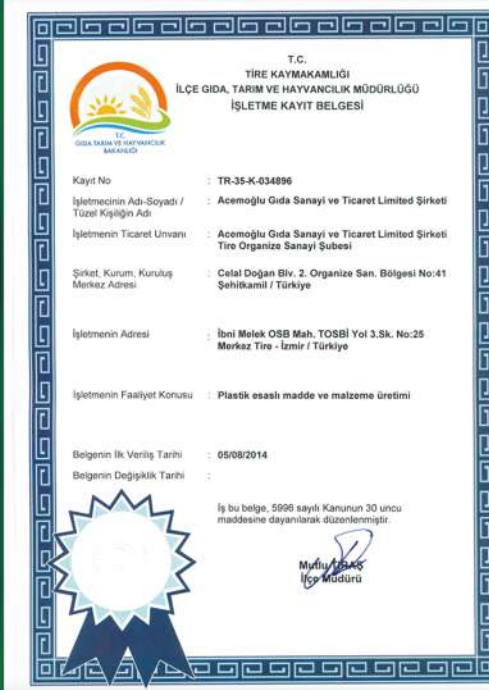 T.C.
TİRE KAYMAKAMLIĞI
İLÇE GIDA, TARIM VE HAYVANCILIK MÜDÜRLÜĞÜ
İŞLETME KAYIT BELGESİ
T.C.
GIDA TARIM VE HAYVANCILIK
BAKANLIĞI
Kayıt No : TR-35-K-034896
İşletmecinin Adı-Soyadı / : Acemoğlu Gıda Sanayi ve Ticaret Limited Şirketi
Tüzel Kişiliğin Adı
İşletmenin Ticaret Unvanı : Acemoğlu Gıda Sanayi ve Ticaret Limited Şirketi
Tire Organize Sanayi Şubesi
Şirket, Kurum, Kuruluş : Celal Doğan Blv. 2. Organize San. Bölgesi No:41
Merkez Adresi Şehitkamil / Türkiye
İşletmenin Adresi : İbni Melek OSB Mah. TOSBİ Yol 3.Sk. No:25
Merkez Tire - İzmir / Türkiye
İşletmenin Faaliyet Konusu : Plastik esaslı madde ve malzeme üretimi
Belgenin İlk Veriliş Tarihi : 05/08/2014
Belgenin Değişiklik Tarihi :
İş bu belge, 5996 sayılı Kanunun 30 uncu
maddesine dayanılarak düzenlenmiştir.
Mutlu TIRAŞ
İlçe Müdürü